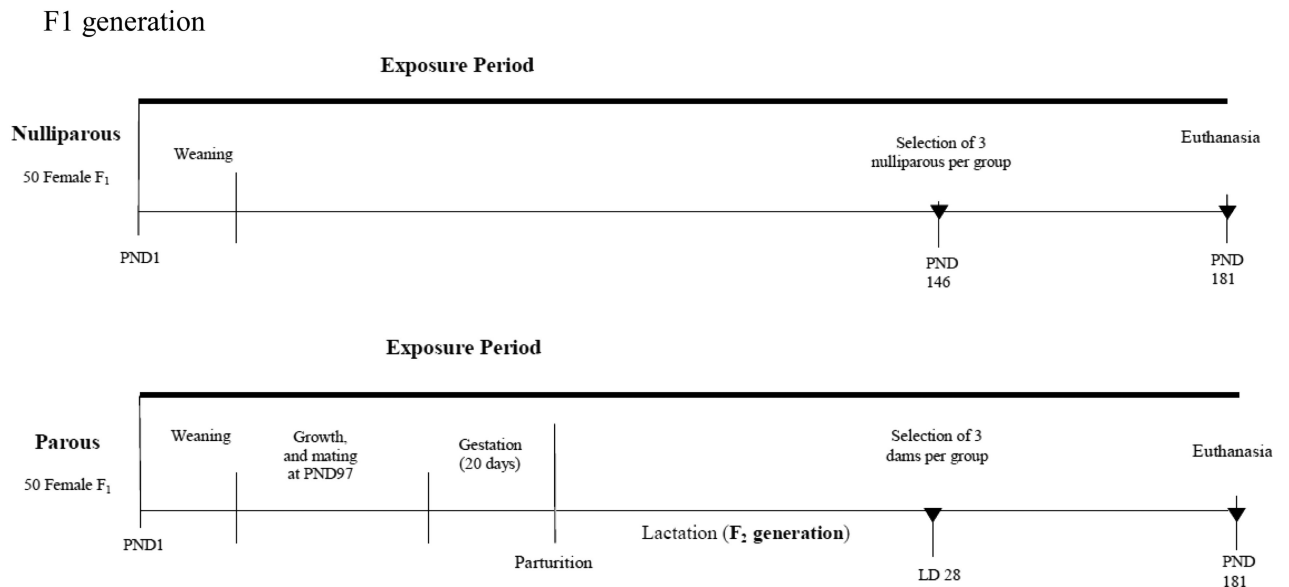 F1 generation
Exposure Period
Nulliparous
50 Female F₁
Weaning
Selection of 3
nulliparous per group
Euthanasia
PND1
PND
146
PND
181
Exposure Period
Parous
50 Female F₁
Weaning
Growth,
and mating
at PND97
Gestation
(20 days)
Selection of 3
dams per group
Euthanasia
Lactation (F₂ generation)
PND1
Parturition
LD 28
PND
181